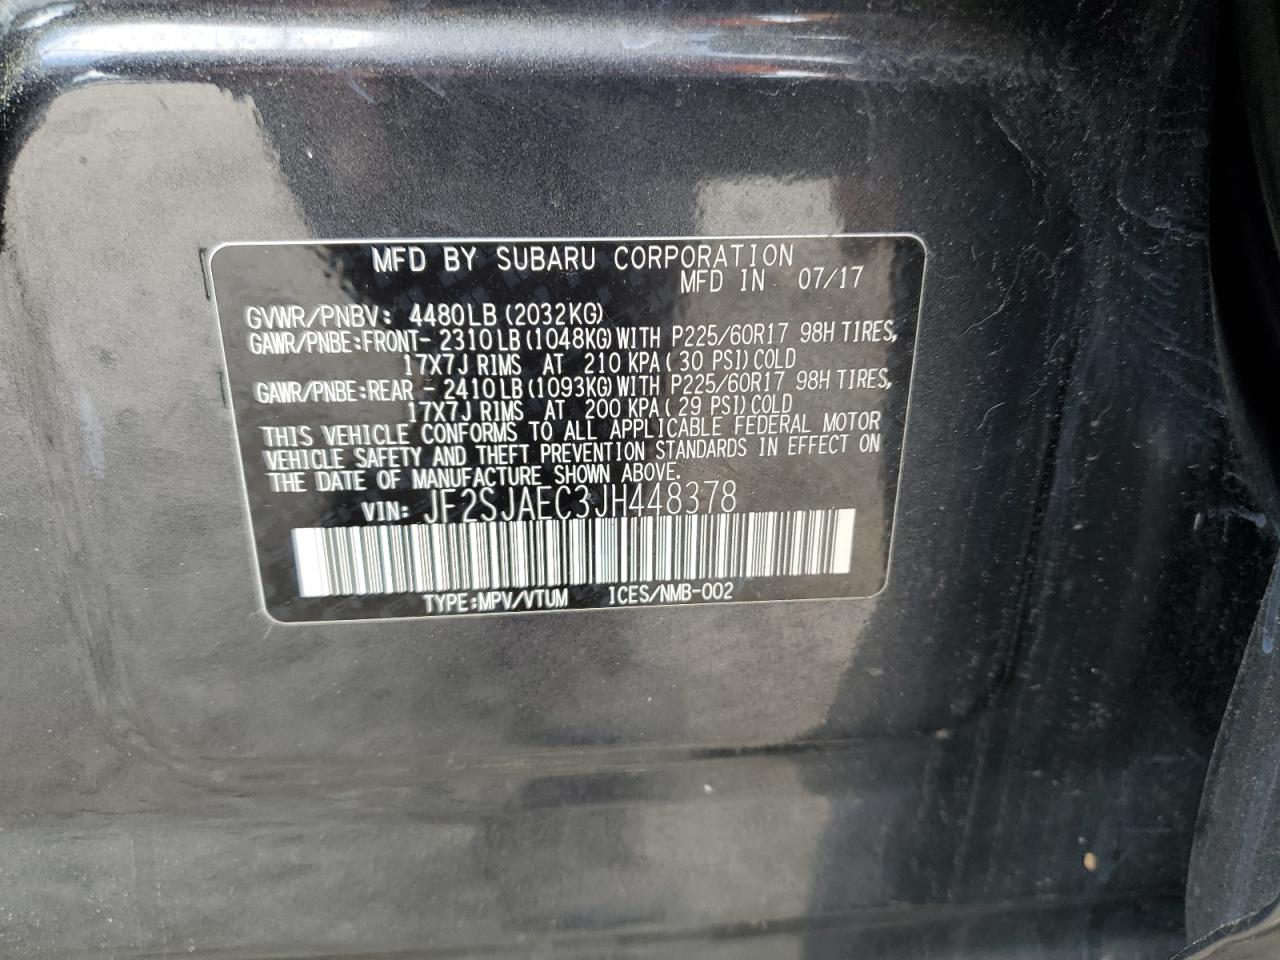 MFD BY SUBARU CORPORATION
MFD IN 07/17
GVWR/PNBV: 4480LB (2032KG)
GAWR/PNBE:FRONT- 2310LB (1048KG) WITH P225/60R17 98H TIRES,
17X7J RIMS AT 210 KPA ( 30 PSI) COLD
GAWR/PNBE:REAR - 2410LB (1093KG) WITH P225/60R17 98H TIRES,
17X7J RIMS AT 200 KPA ( 29 PSI) COLD
THIS VEHICLE CONFORMS TO ALL APPLICABLE FEDERAL MOTOR
VEHICLE SAFETY AND THEFT PREVENTION STANDARDS IN EFFECT ON
THE DATE OF MANUFACTURE SHOWN ABOVE.
VIN: JF2SJAEC3JH448378
TYPE:MPV/VTUM ICES/NMB-002